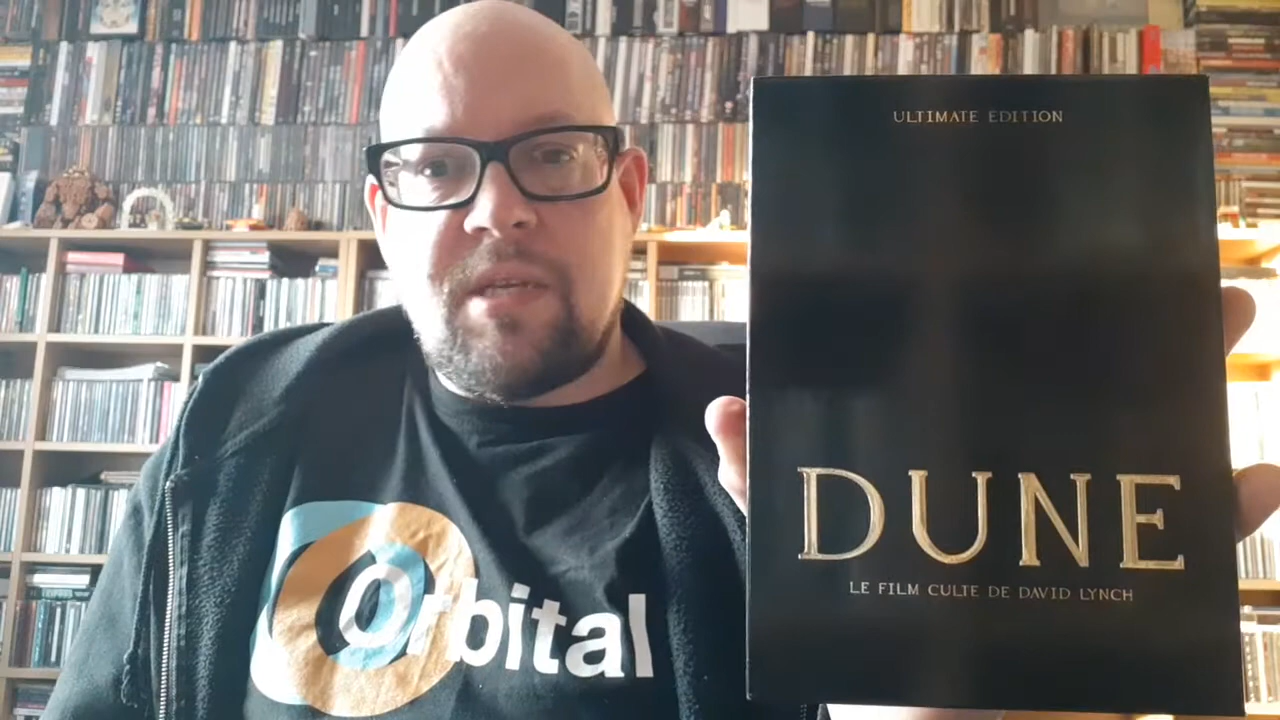 ULTIMATE EDITION
DUNE
LE FILM CULTE DE DAVID LYNCH
Orbital